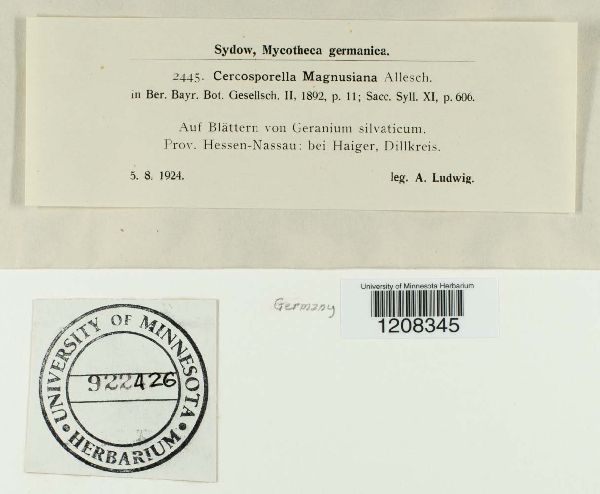 Sydow, Mycotheca germanica.
2445. Cercosporella Magnusiana Allesch.
in Ber. Bayr. Bot. Gesellsch. II, 1892, p. 11; Sacc. Syll. XI, p. 606.
Auf Blättern von Geranium silvaticum.
Prov. Hessen-Nassau: bei Haiger, Dillkreis.
5. 8. 1924. leg. A. Ludwig.
University of Minnesota Herbarium
Germany
1208345
UNIVERSITY OF MINNESOTA
922426
HERBARIUM